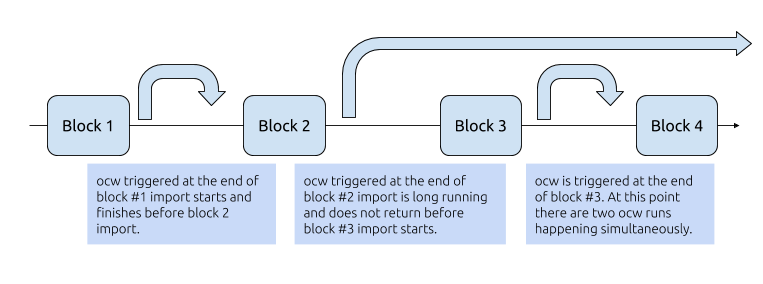 Block 1
Block 2
Block 3
Block 4
ocw triggered at the end of
block #1 import starts and
finishes before block 2
import.
ocw triggered at the end of
block #2 import is long running
and does not return before
block #3 import starts.
ocw is triggered at the end
of block #3. At this point
there are two ocw runs
happening simultaneously.